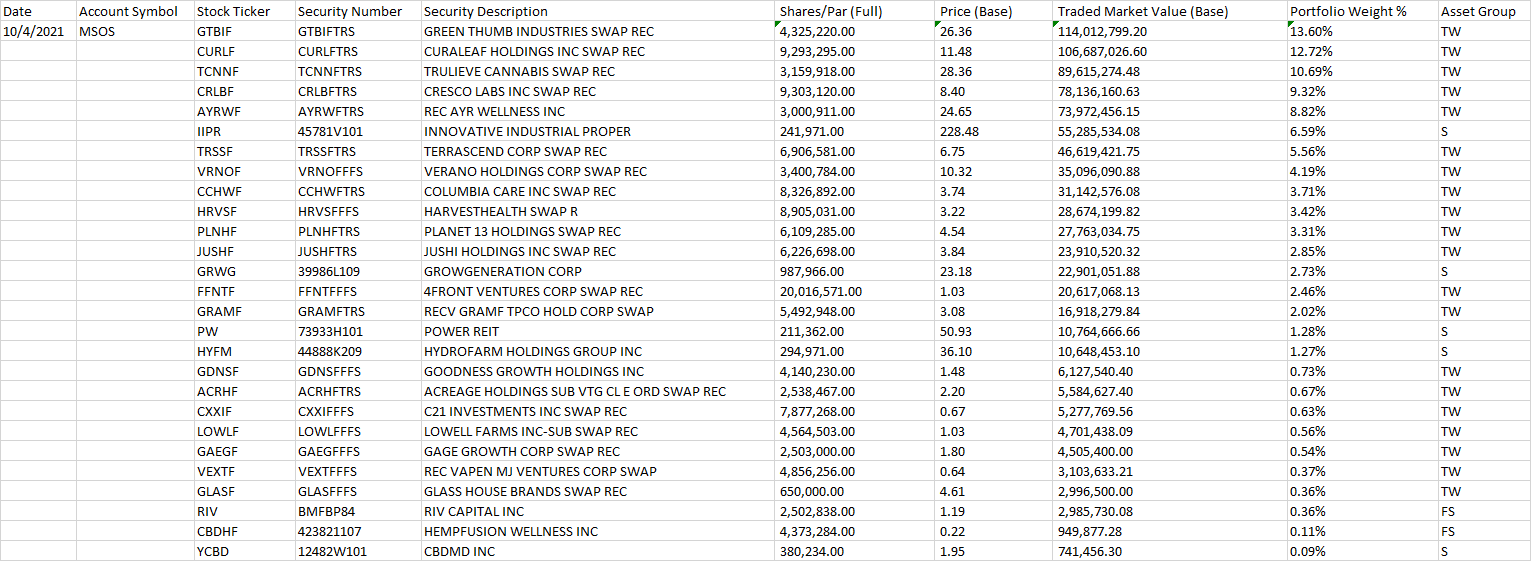 Date Account Symbol Stock Ticker Security Number Security Description Shares/Par (Full) Price (Base) Traded Market Value (Base) Portfolio Weight % Asset Group
10/4/2021 MSOS GTBIF GTBIFTRS GREEN THUMB INDUSTRIES SWAP REC 4,325,220.00 26.36 114,012,799.20 13.60% TW
CURLF CURLFTRS CURALEAF HOLDINGS INC SWAP REC 9,293,295.00 11.48 106,687,026.60 12.72% TW
TCNNF TCNNFTRS TRULIEVE CANNABIS SWAP REC 3,159,918.00 28.36 89,615,274.48 10.69% TW
CRLBF CRLBFTRS CRESCO LABS INC SWAP REC 9,303,120.00 8.40 78,136,160.63 9.32% TW
AYRWF AYRWFTRS REC AYR WELLNESS INC 3,000,911.00 24.65 73,972,456.15 8.82% TW
IIPR 45781V101 INNOVATIVE INDUSTRIAL PROPER 241,971.00 228.48 55,285,534.08 6.59% S
TRSSF TRSSFTRS TERRASCEND CORP SWAP REC 6,906,581.00 6.75 46,619,421.75 5.56% TW
VRNOF VRNOFFFS VERANO HOLDINGS CORP SWAP REC 3,400,784.00 10.32 35,096,090.88 4.19% TW
CCHWF CCHWFTRS COLUMBIA CARE INC SWAP REC 8,326,892.00 3.74 31,142,576.08 3.71% TW
HRVSF HRVSFFFS HARVESTHEALTH SWAP R 8,905,031.00 3.22 28,674,199.82 3.42% TW
PLNHF PLNHFTRS PLANET 13 HOLDINGS SWAP REC 6,109,285.00 4.54 27,763,034.75 3.31% TW
JUSHF JUSHFTRS JUSHI HOLDINGS INC SWAP REC 6,226,698.00 3.84 23,910,520.32 2.85% TW
GRWG 39986L109 GROWGENERATION CORP 987,966.00 23.18 22,901,051.88 2.73% S
FFNTF FFNTFFFS 4FRONT VENTURES CORP SWAP REC 20,016,571.00 1.03 20,617,068.13 2.46% TW
GRAMF GRAMFTRS RECV GRAMF TPCO HOLD CORP SWAP 5,492,948.00 3.08 16,918,279.84 2.02% TW
PW 73933H101 POWER REIT 211,362.00 50.93 10,764,666.66 1.28% S
HYFM 44888K209 HYDROFARM HOLDINGS GROUP INC 294,971.00 36.10 10,648,453.10 1.27% S
GDNSF GDNSFFFS GOODNESS GROWTH HOLDINGS INC 4,140,230.00 1.48 6,127,540.40 0.73% TW
ACRHF ACRHFTRS ACREAGE HOLDINGS SUB VTG CL E ORD SWAP REC 2,538,467.00 2.20 5,584,627.40 0.67% TW
CXXIF CXXIFFFS C21 INVESTMENTS INC SWAP REC 7,877,268.00 0.67 5,277,769.56 0.63% TW
LOWLF LOWLFFFS LOWELL FARMS INC-SUB SWAP REC 4,564,503.00 1.03 4,701,438.09 0.56% TW
GAEGF GAEGFFFS GAGE GROWTH CORP SWAP REC 2,503,000.00 1.80 4,505,400.00 0.54% TW
VEXTF VEXTFFFS REC VAPEN MJ VENTURES CORP SWAP 4,856,256.00 0.64 3,103,633.21 0.37% TW
GLASF GLASFFFS GLASS HOUSE BRANDS SWAP REC 650,000.00 4.61 2,996,500.00 0.36% TW
RIV BMFBP84 RIV CAPITAL INC 2,502,838.00 1.19 2,985,730.08 0.36% FS
CBDHF 423821107 HEMPFUSION WELLNESS INC 4,373,284.00 0.22 949,877.28 0.11% FS
YCBD 12482W101 CBDMD INC 380,234.00 1.95 741,456.30 0.09% S